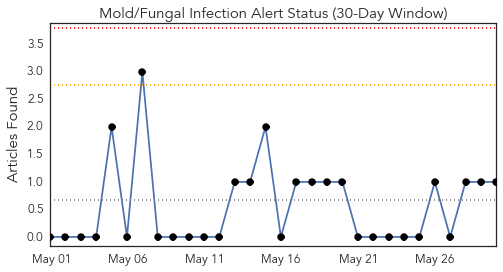 Mold/Fungal Infection Alert Status (30-Day Window)
Articles Found
3.5
3.0
2.5
2.0
1.5
1.0
0.5
0.0
May 01 May 06 May 11 May 16 May 21 May 26